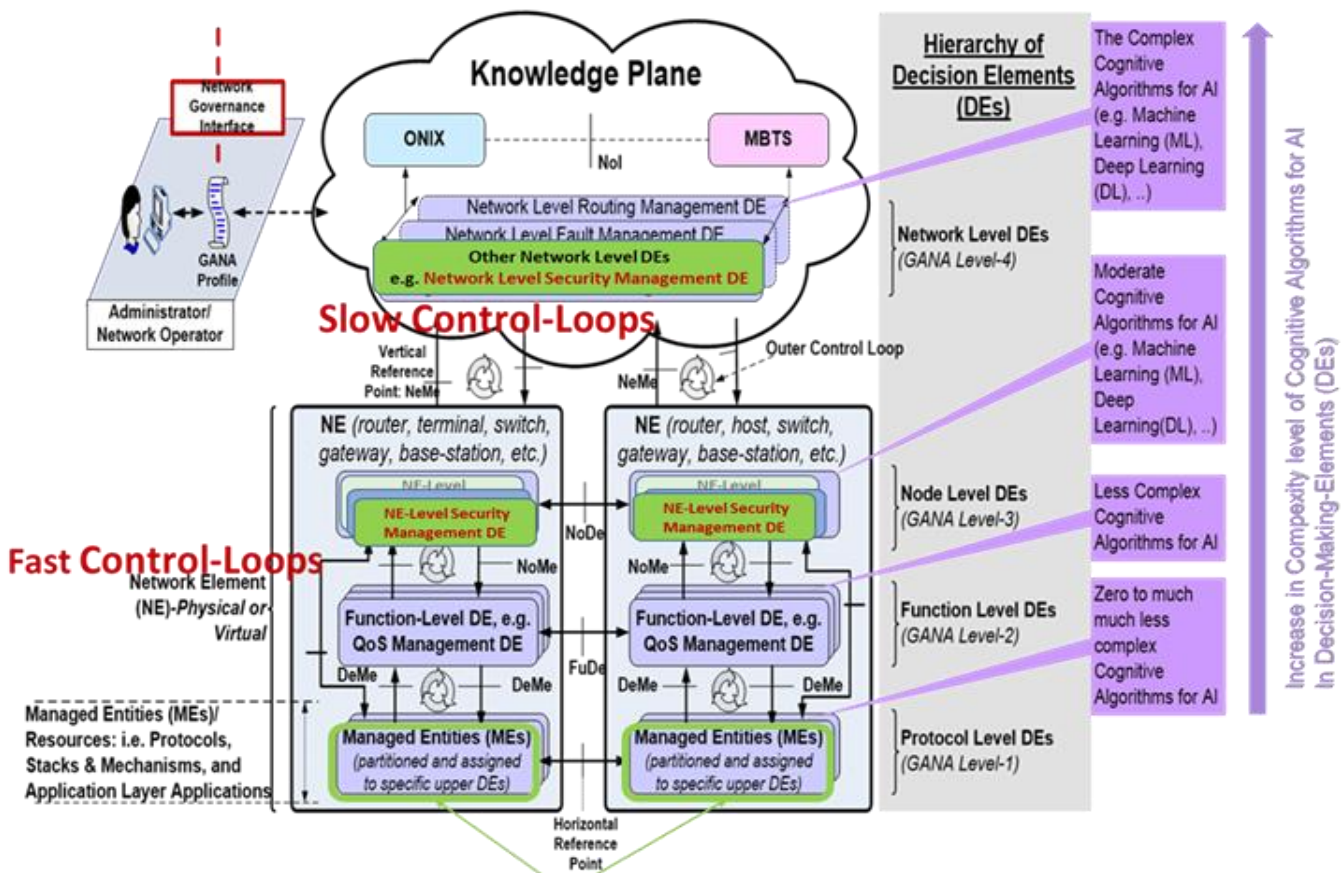 Network
Governance
Interface
GANA
Profile
Administrator/
Network Operator
Knowledge Plane
ONIX
MBTS
NoI
Network Level Routing Management DE
Network Level Fault Management DE
Other Network Level DEs
e.g. Network Level Security Management DE
Slow Control-Loops
Vertical
Reference
Point: NeMe
NeMe
Outer Control Loop
NE (router, terminal, switch,
gateway, base-station, etc.)
NE-Level
NE-Level Security
Management DE
NoMe
Function-Level DE, e.g.
QoS Management DE
DeMe
DeMe
Managed Entities (MEs)
(partitioned and assigned
to specific upper DEs)
NoDe
FuDe
Horizontal
Reference
Point
NE (router, host, switch,
gateway, base-station, etc.)
NE-Level
NE-Level Security
Management DE
NoMe
NoMe
Function-Level DE, e.g.
QoS Management DE
DeMe
DeMe
Managed Entities (MEs)
(partitioned and assigned
to specific upper DEs)
Fast Control-Loops
Network Element
(NE)-Physical or
Virtual
Managed Entities (MEs)/
Resources: i.e. Protocols,
Stacks & Mechanisms, and
Application Layer Applications
Hierarchy of
Decision Elements
(DEs)
Network Level DEs
(GANA Level-4)
Node Level DEs
(GANA Level-3)
Function Level DEs
(GANA Level-2)
Protocol Level DEs
(GANA Level-1)
The Complex
Cognitive
Algorithms for AI
(e.g. Machine
Learning (ML),
Deep Learning
(DL), ..)
Moderate
Cognitive
Algorithms for AI
(e.g. Machine
Learning (ML),
Deep
Learning(DL), ..)
Less Complex
Cognitive
Algorithms for AI
Zero to much
much less
complex
Cognitive
Algorithms for AI
Increase in Compexity level of Cognitive Algorithms for AI
In Decision-Making-Elements (DEs)